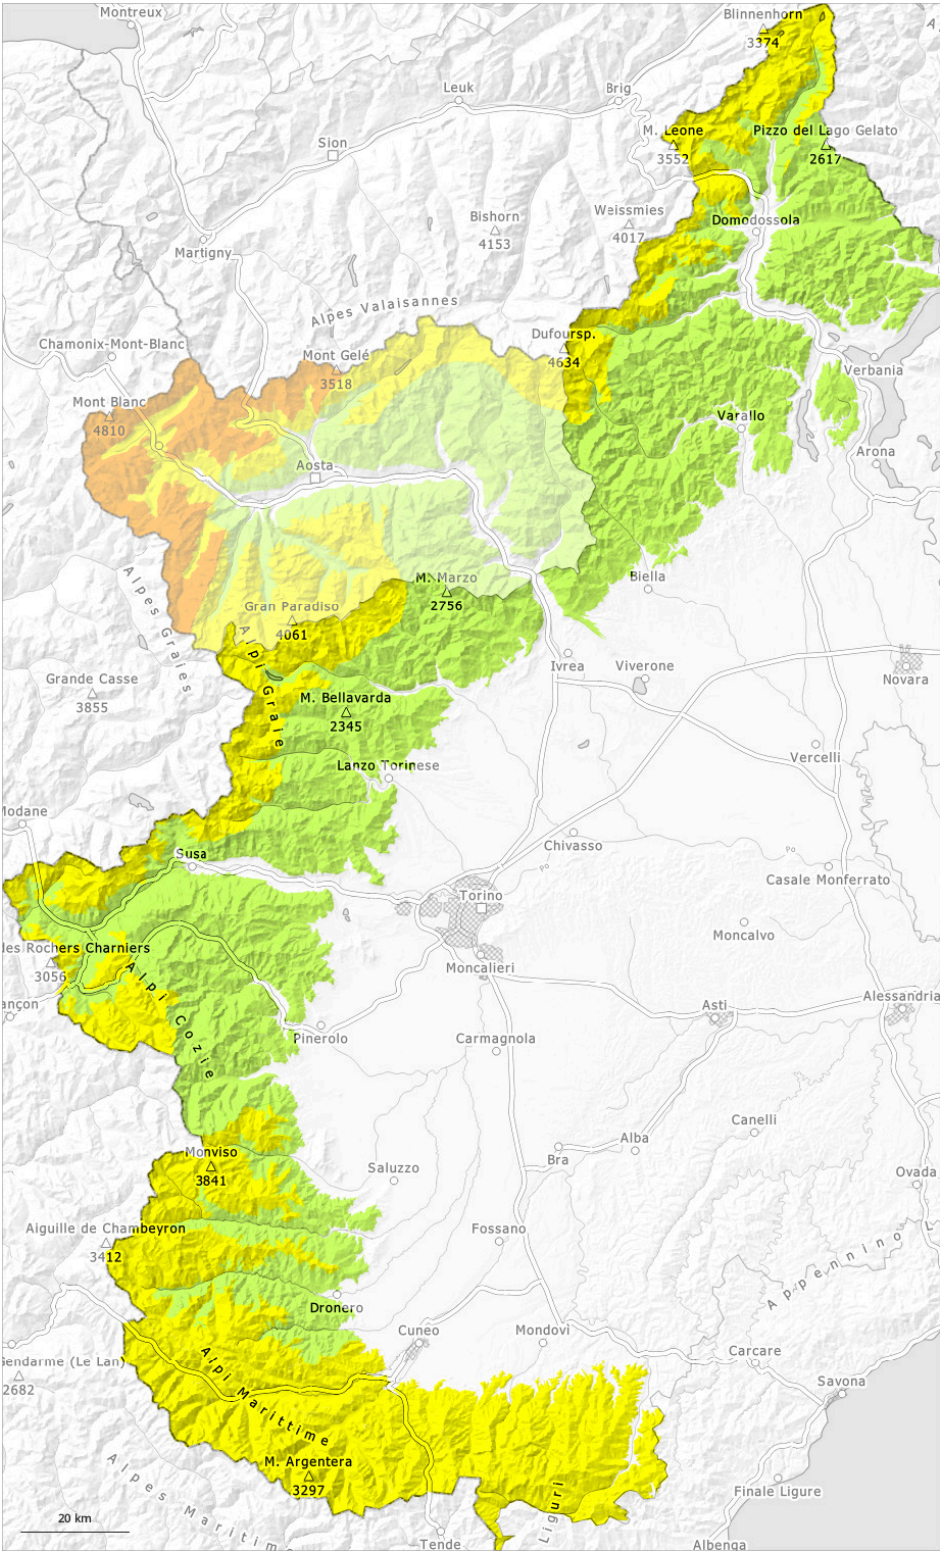 Montreux
Blinnenhorn
3374
A.
Leuk
Brig
Sion
M. Leone
3552
Pizzo del Lago Gelato
2617
Bishorn
4153
Weissmies
4017
Domodossola
Martigny
Alpes Valaisannes
Chamonix-Mont-Blanc
Mont Gelé
3518
Dufoursp.
4634
Verbania
Mont Blanc
4810
Varallo
Aosta
Arona
Alpes Graies
M. Marzo
2756
Biella
Gran Paradiso
4061
Alpi Graie
Ivrea
Viverone
Novara
Grande Casse
3855
M. Bellavarda
2345
Vercelli
Lanzo Torinese
Modane
Chivasso
Po
Po
Susa
Casale Monferrato
Torino
Moncalvo
des Rochers Charniers
3056
Moncalieri
Alpi Cozie
ançon
Asti
Alessandria
Pinerolo
Carmagnola
Canelli
Alba
Bra
Monviso
3841
Saluzzo
Ovada
Aiguille de Chambeyron
3412
Fossano
Appennino L
Dronero
Cuneo
Mondovì
Carcare
Gendarme (Le Lan)
2682
Savona
Alpi Marittime
M. Argentera
3297
Alpes Maritim
Liguri
Finale Ligure
20 km
Tende
Albenga